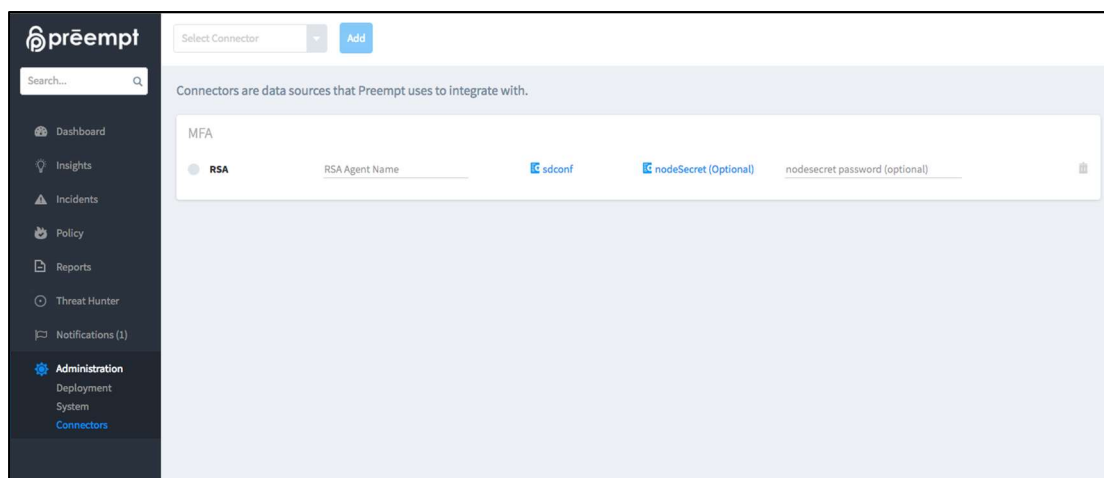 prēempt
Select Connector
Add
Search...
Connectors are data sources that Preempt uses to integrate with.
Dashboard
Insights
Incidents
Policy
Reports
Threat Hunter
Notifications (1)
Administration
Deployment
System
Connectors
MFA
RSA RSA Agent Name sdconf nodeSecret (Optional) nodesecret password (optional)